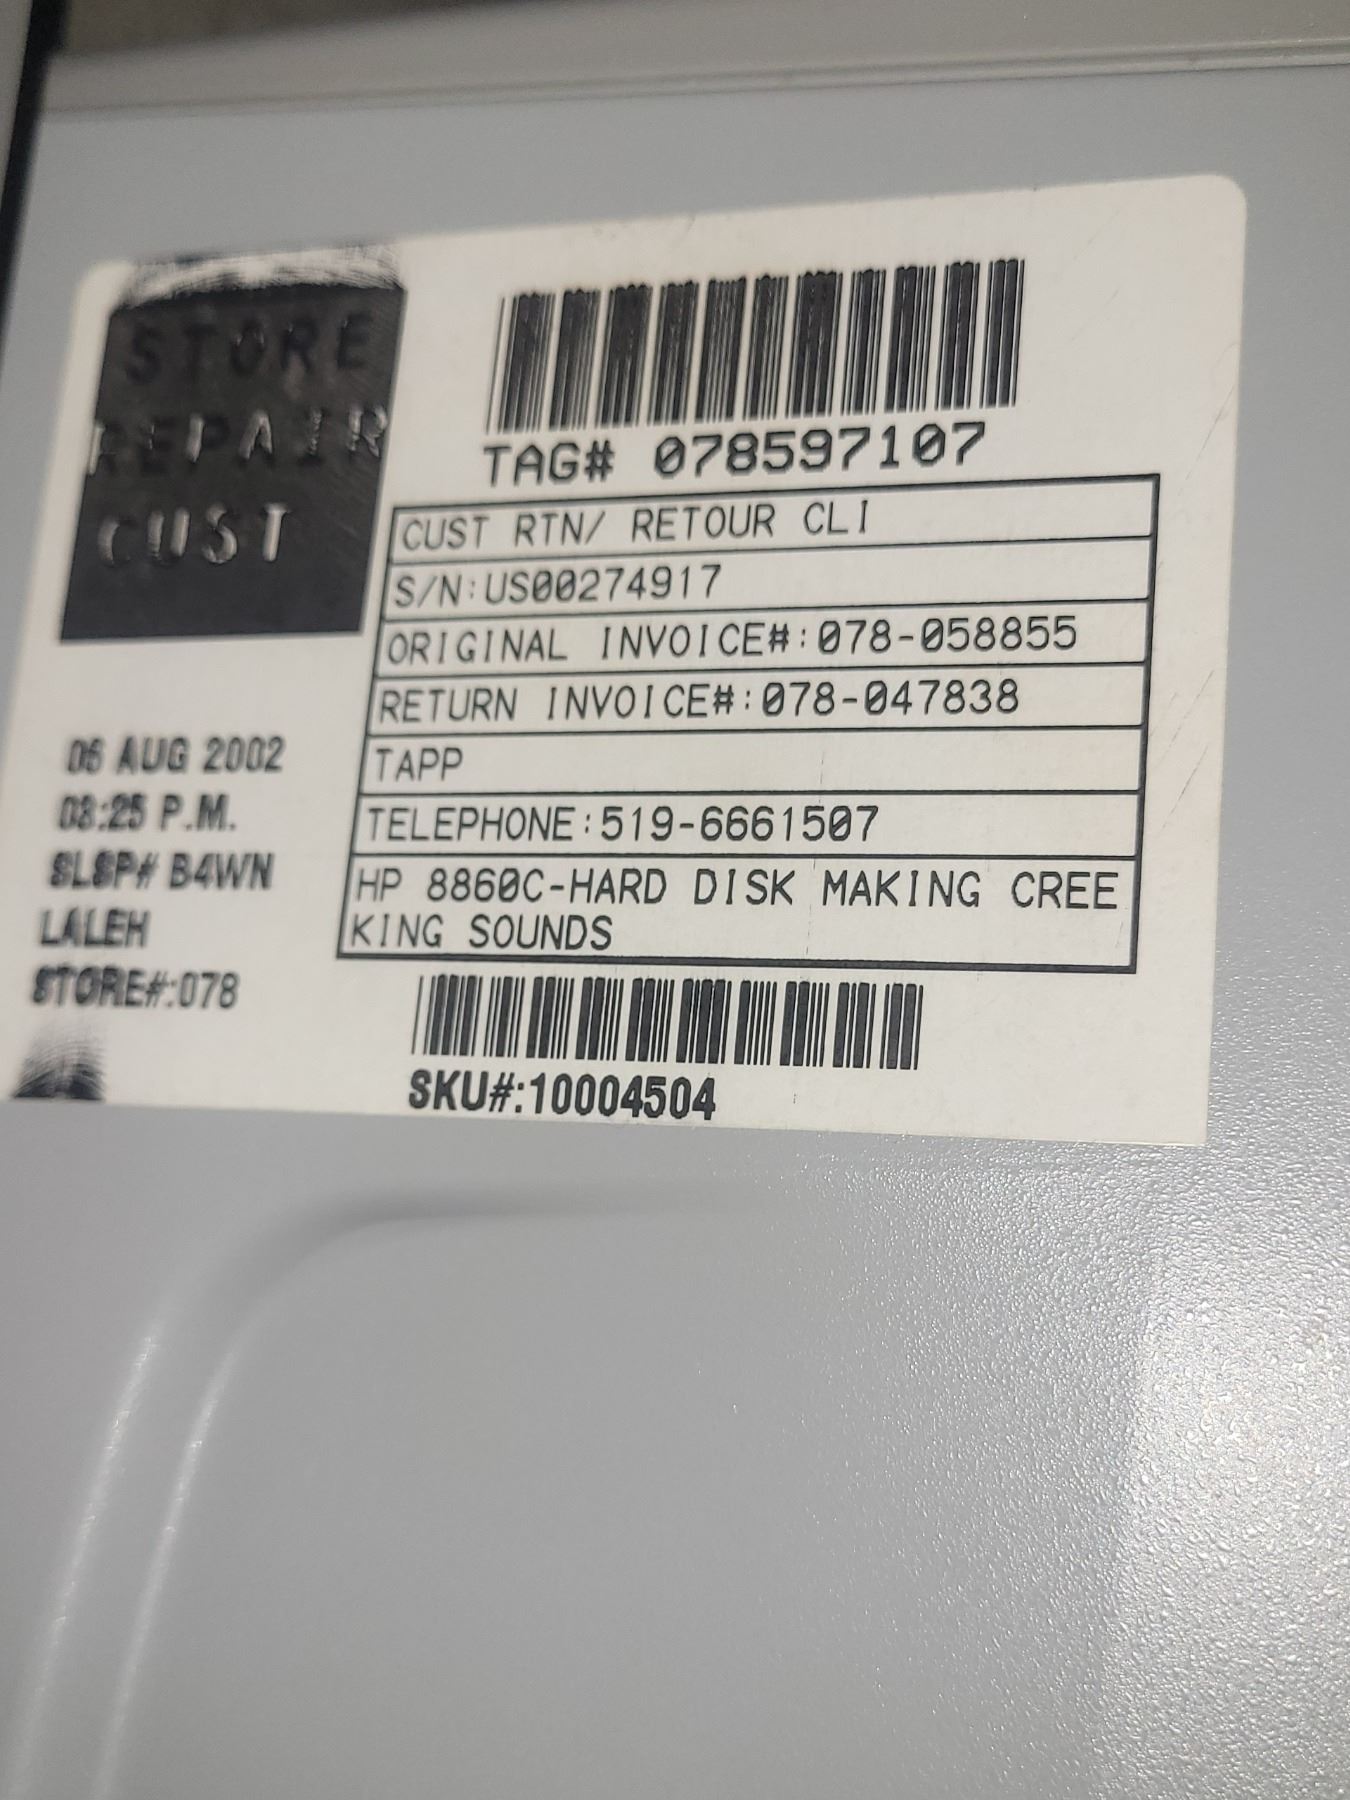 STORE
REPAIR
CUST
TAG# 078597107
CUST RTN/ RETOUR CLI
S/N:US00274917
ORIGINAL INVOICE#:078-058855
RETURN INVOICE#:078-047838
TAPP
TELEPHONE:519-6661507
HP 8860C-HARD DISK MAKING CREE
KING SOUNDS
06 AUG 2002
03:25 P.M.
SLSP# B4WN
LALEH
STORE#:078
SKU#:10004504